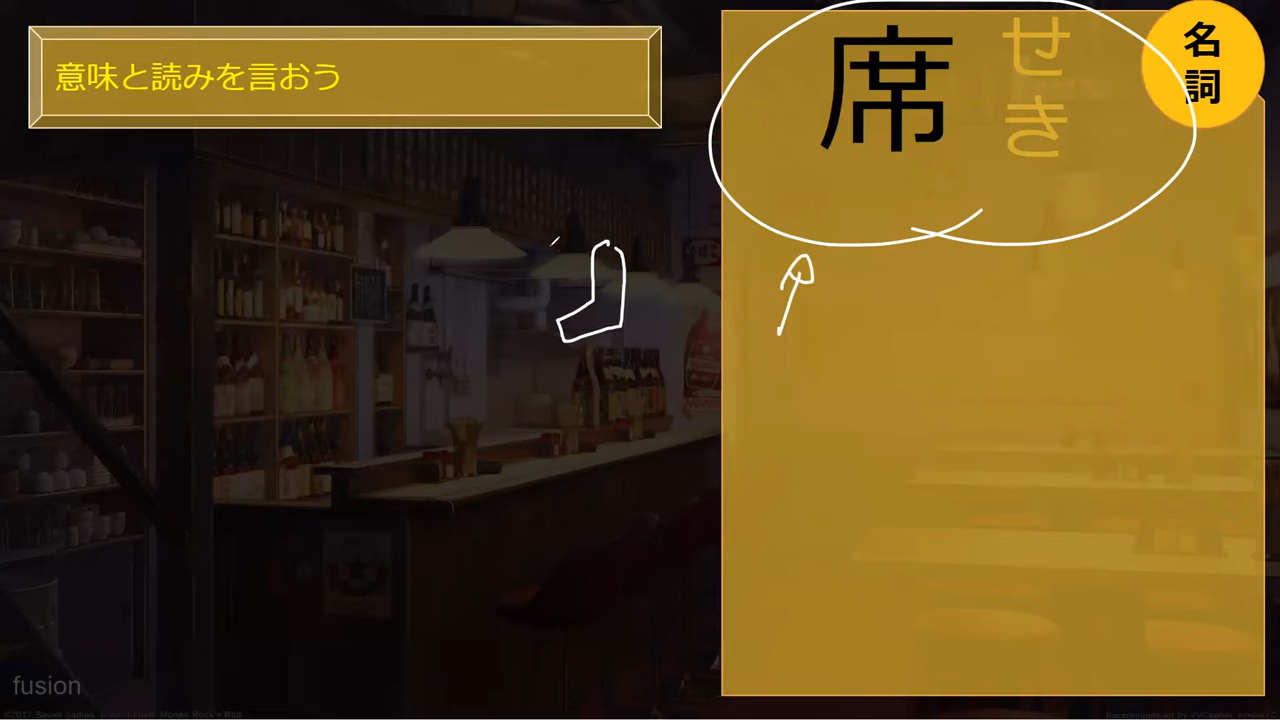 意味と読みを言おう
席
せき
名詞
fusion